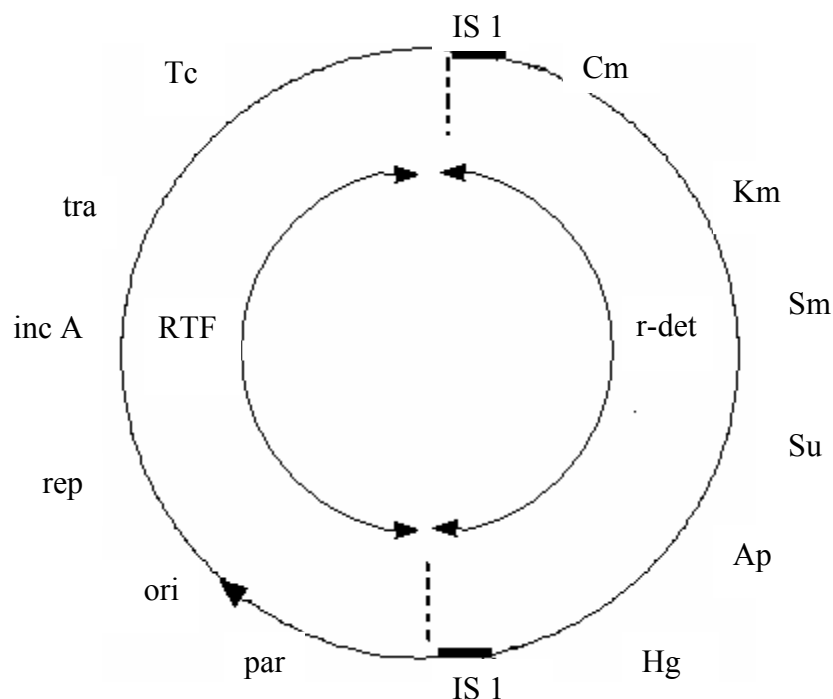 IS 1
Tc
Cm
tra
Km
inc A
RTF
r-det
Sm
rep
Su
ori
Ap
par
Hg
IS 1